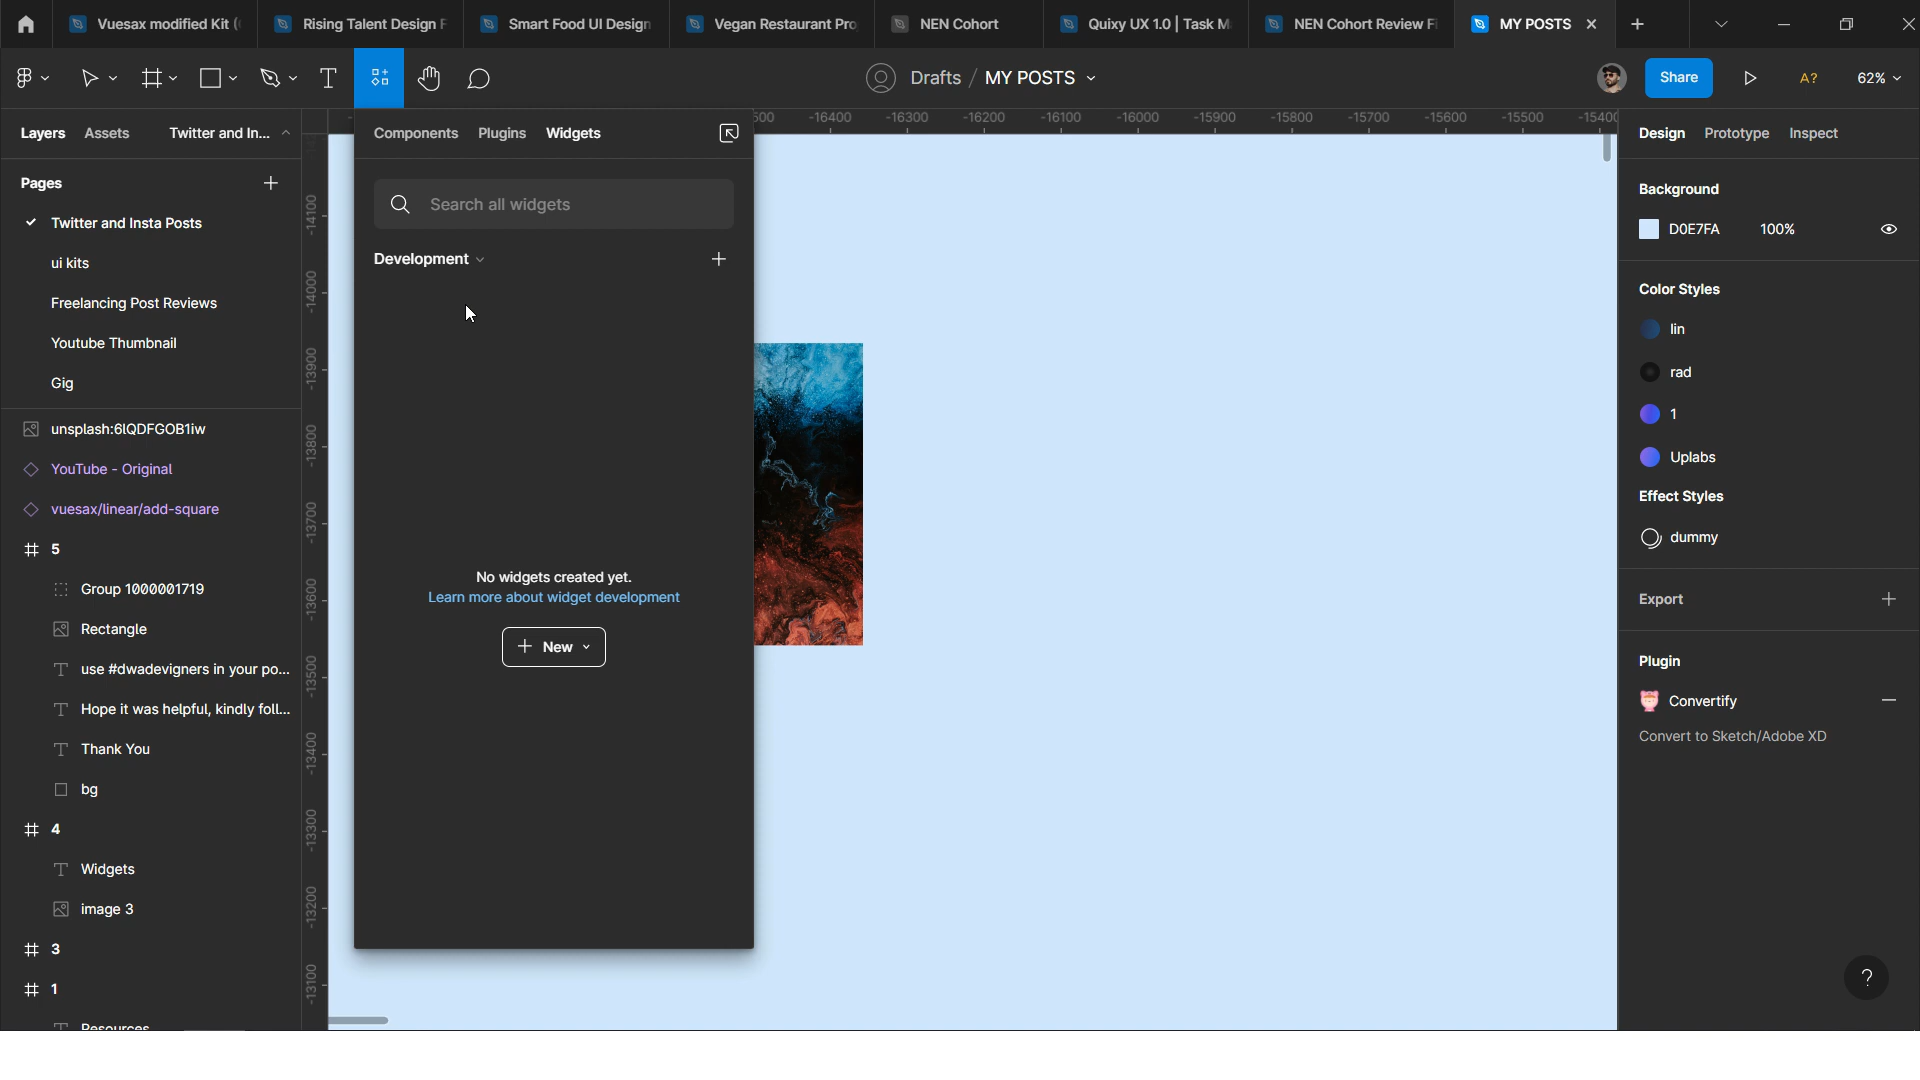 Vuesax modified Kit (
Rising Talent Design F
Smart Food UI Design
Vegan Restaurant Pro
NEN Cohort
Quixy UX 1.0 | Task M
NEN Cohort Review Fi
MY POSTS
Drafts / MY POSTS
Share
A?
62%
Layers
Assets
Twitter and In...
Components
Plugins
Widgets
-16400
-16300
-16200
-16100
-16000
-15900
-15800
-15700
-15600
-15500
Design
Prototype
Inspect
Pages
Twitter and Insta Posts
ui kits
Freelancing Post Reviews
Youtube Thumbnail
Gig
unsplash:6lQDFGOB1iw
YouTube - Original
vuesax/linear/add-square
5
Group 1000001719
Rectangle
use #dwadevigners in your po...
Hope it was helpful, kindly foll...
Thank You
bg
4
Widgets
image 3
3
1
Resources
-14100
-14000
-13900
-13800
-13700
-13600
-13500
-13400
-13300
-13200
-13100
Search all widgets
Development
No widgets created yet.
Learn more about widget development
New
Background
D0E7FA
100%
Color Styles
lin
rad
1
Uplabs
Effect Styles
dummy
Export
Plugin
Convertify
Convert to Sketch/Adobe XD
?